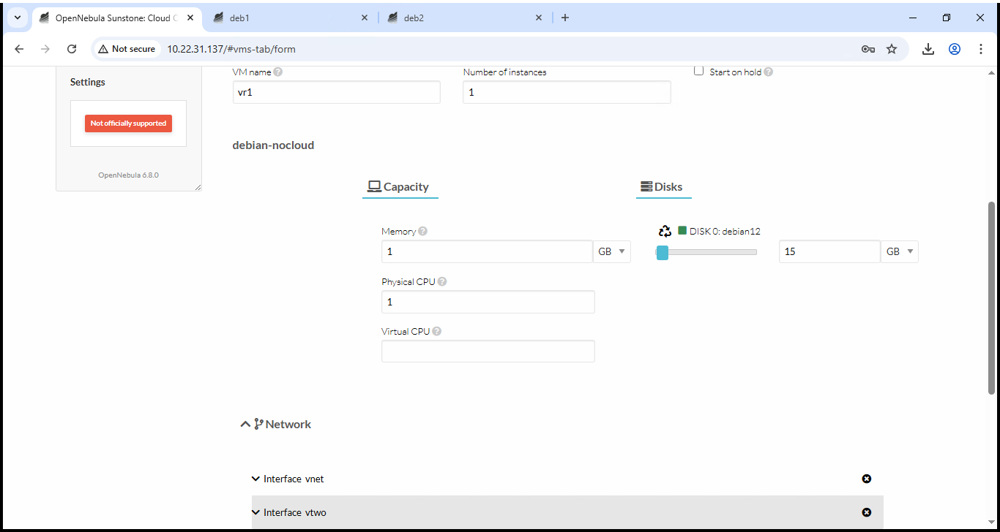 OpenNebula Sunstone: Cloud
deb1
deb2
Not secure
10.22.31.137/#vms-tab/form
Settings
Not officially supported
OpenNebula 6.8.0
VM name
Number of instances
Start on hold
vr1
1
debian-nocloud
Capacity
Disks
Memory
DISK 0: debian12
1
GB
15
GB
Physical CPU
1
Virtual CPU
Network
Interface vnet
Interface vtwo